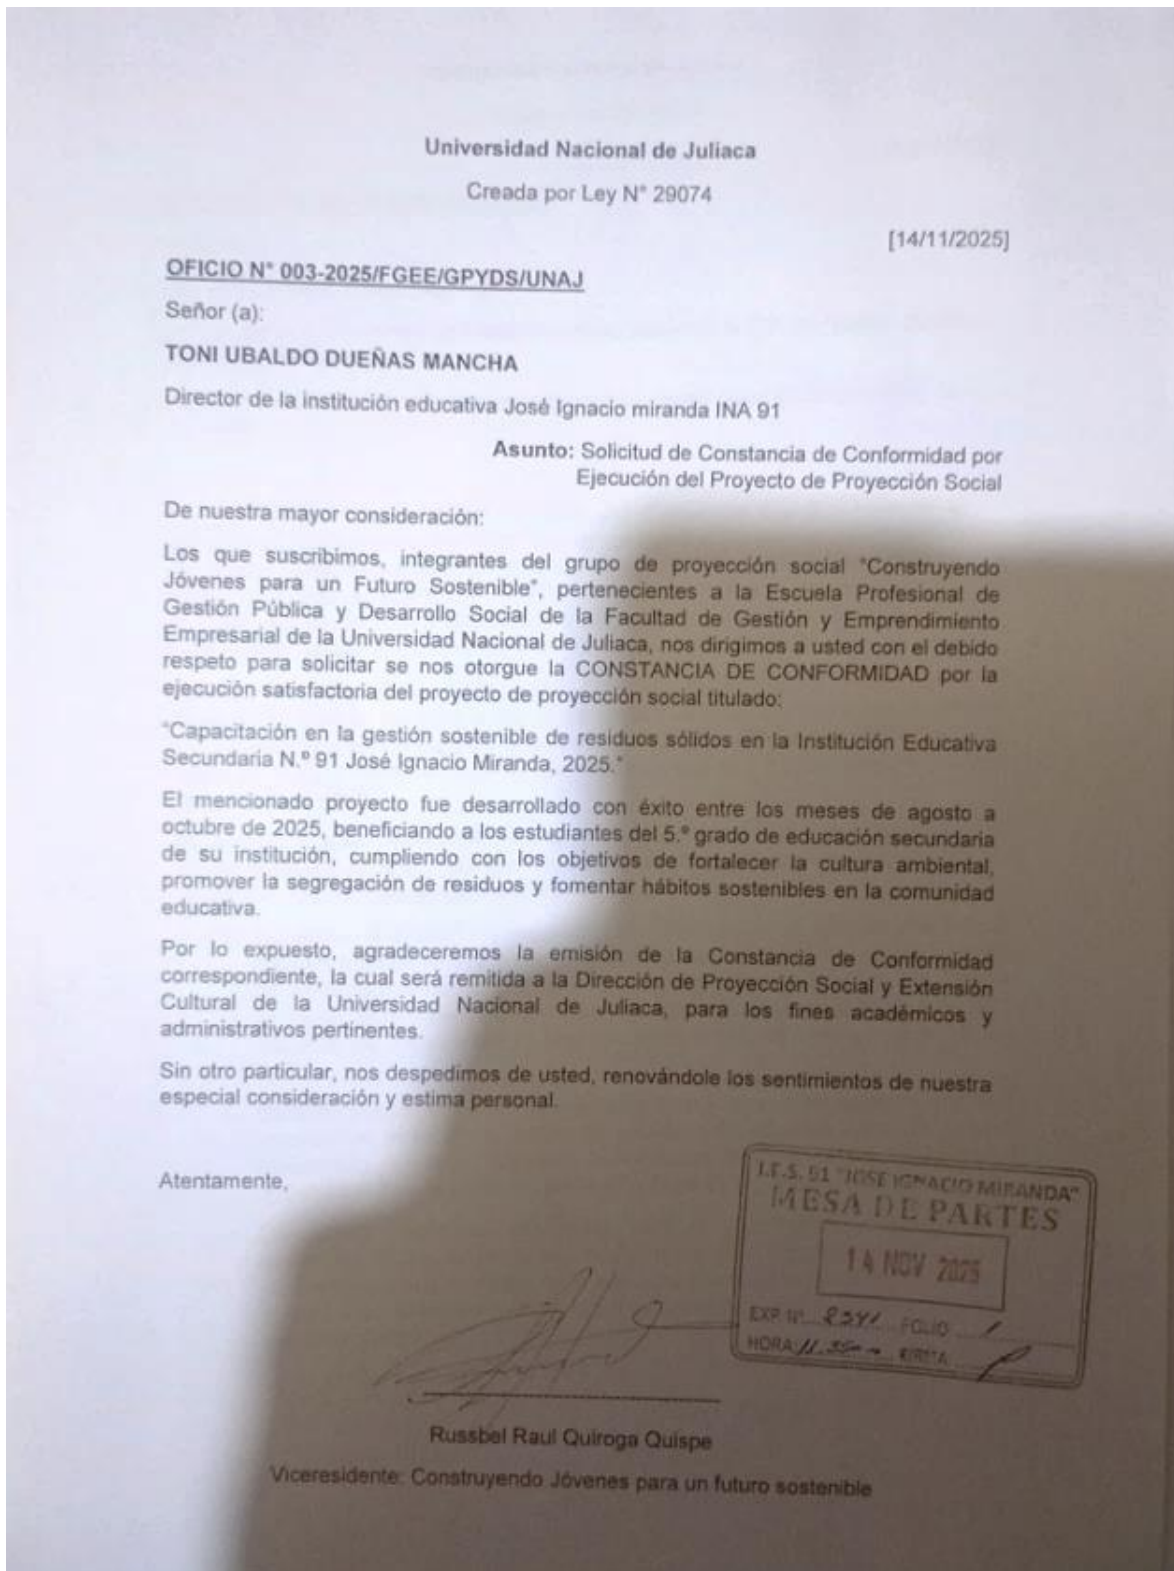 Universidad Nacional de Juliaca
Creada por Ley N° 29074
[14/11/2025]
OFICIO N° 003-2025/FGEE/GPYDS/UNAJ
Señor (a):
TONI UBALDO DUEÑAS MANCHA
Director de la institución educativa José Ignacio miranda INA 91
Asunto: Solicitud de Constancia de Conformidad por
Ejecución del Proyecto de Proyección Social
De nuestra mayor consideración:
Los que suscribimos, integrantes del grupo de proyección social "Construyendo
Jóvenes para un Futuro Sostenible", pertenecientes a la Escuela Profesional de
Gestión Pública y Desarrollo Social de la Facultad de Gestión y Emprendimiento
Empresarial de la Universidad Nacional de Juliaca, nos dirigimos a usted con el debido
respeto para solicitar se nos otorgue la CONSTANCIA DE CONFORMIDAD por la
ejecución satisfactoria del proyecto de proyección social titulado:
"Capacitación en la gestión sostenible de residuos sólidos en la Institución Educativa
Secundaria N.º 91 José Ignacio Miranda, 2025."
El mencionado proyecto fue desarrollado con éxito entre los meses de agosto a
octubre de 2025, beneficiando a los estudiantes del 5.º grado de educación secundaria
de su institución, cumpliendo con los objetivos de fortalecer la cultura ambiental,
promover la segregación de residuos y fomentar hábitos sostenibles en la comunidad
educativa.
Por lo expuesto, agradeceremos la emisión de la Constancia de Conformidad
correspondiente, la cual será remitida a la Dirección de Proyección Social y Extensión
Cultural de la Universidad Nacional de Juliaca, para los fines académicos y
administrativos pertinentes.
Sin otro particular, nos despedimos de usted, renovándole los sentimientos de nuestra
especial consideración y estima personal.
Atentamente,
I.E.S. 91 "JOSE IGNACIO MIRANDA"
MESA DE PARTES
14 NOV 2025
EXP. N° FOLIO 1
HORA: FIRMA
Russbel Raul Quiroga Quispe
Viceresidente: Construyendo Jóvenes para un futuro sostenible